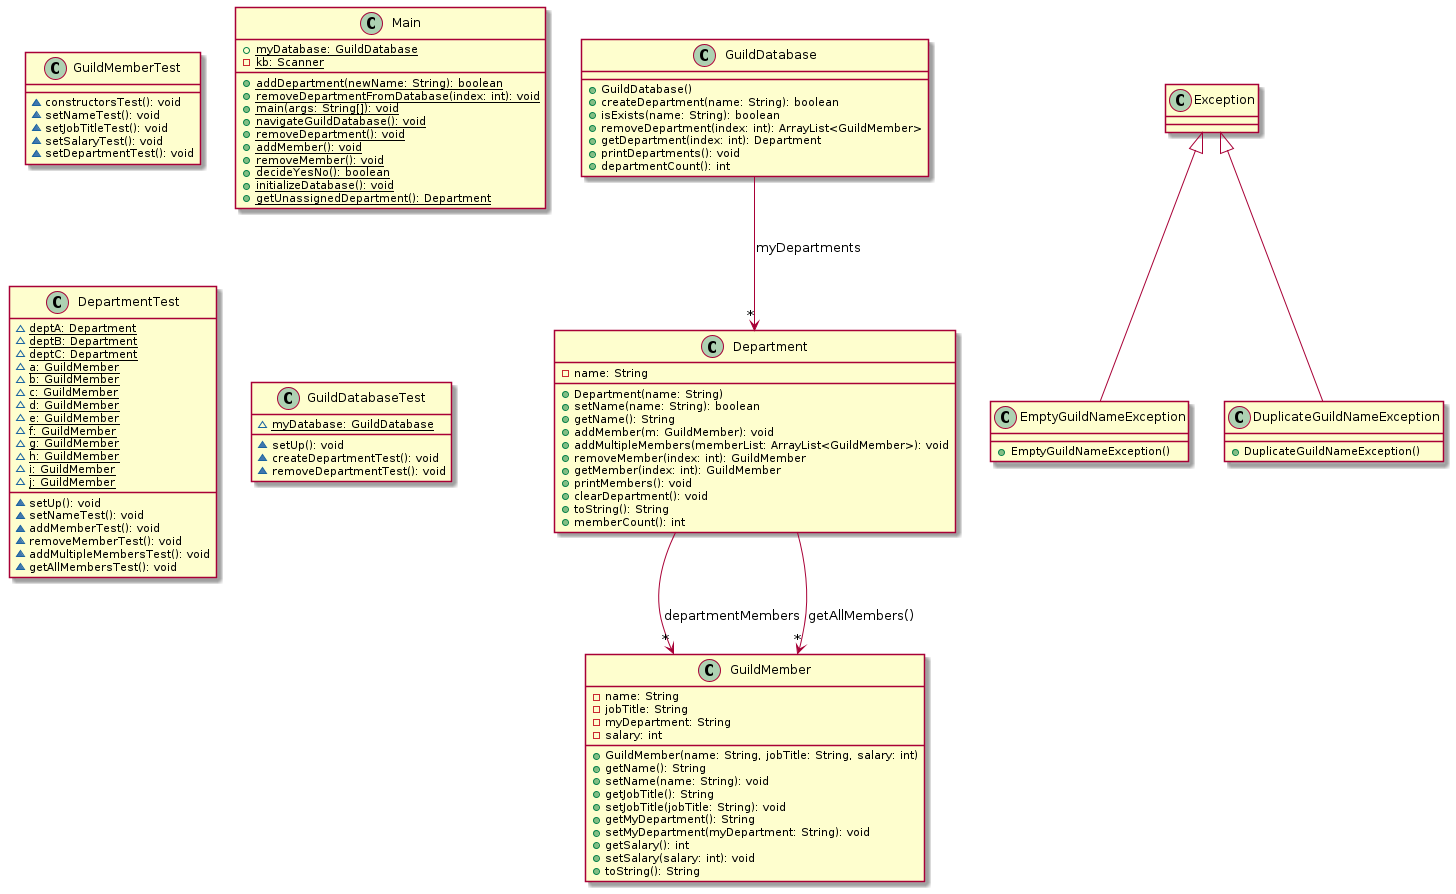 C GuildMemberTest
constructorsTest(): void
setNameTest(): void
setJobTitleTest(): void
setSalaryTest(): void
setDepartmentTest(): void
C Main
myDatabase: GuildDatabase
kb: Scanner
addDepartment(newName: String): boolean
removeDepartmentFromDatabase(index: int): void
main(args: String[]): void
navigateGuildDatabase(): void
removeDepartment(): void
addMember(): void
removeMember(): void
decideYesNo(): boolean
initializeDatabase(): void
getUnassignedDepartment(): Department
C GuildDatabase
GuildDatabase()
createDepartment(name: String): boolean
isExists(name: String): boolean
removeDepartment(index: int): ArrayList<GuildMember>
getDepartment(index: int): Department
printDepartments(): void
departmentCount(): int
C Exception
myDepartments
*
C DepartmentTest
deptA: Department
deptB: Department
deptC: Department
a: GuildMember
b: GuildMember
c: GuildMember
d: GuildMember
e: GuildMember
f: GuildMember
g: GuildMember
h: GuildMember
i: GuildMember
j: GuildMember
setUp(): void
setNameTest(): void
addMemberTest(): void
removeMemberTest(): void
addMultipleMembersTest(): void
getAllMembersTest(): void
C GuildDatabaseTest
myDatabase: GuildDatabase
setUp(): void
createDepartmentTest(): void
removeDepartmentTest(): void
C Department
name: String
Department(name: String)
setName(name: String): boolean
getName(): String
addMember(m: GuildMember): void
addMultipleMembers(memberList: ArrayList<GuildMember>): void
removeMember(index: int): GuildMember
getMember(index: int): GuildMember
printMembers(): void
clearDepartment(): void
toString(): String
memberCount(): int
C EmptyGuildNameException
EmptyGuildNameException()
C DuplicateGuildNameException
DuplicateGuildNameException()
departmentMembers
*
getAllMembers()
*
C GuildMember
name: String
jobTitle: String
myDepartment: String
salary: int
GuildMember(name: String, jobTitle: String, salary: int)
getName(): String
setName(name: String): void
getJobTitle(): String
setJobTitle(jobTitle: String): void
getMyDepartment(): String
setMyDepartment(myDepartment: String): void
getSalary(): int
setSalary(salary: int): void
toString(): String